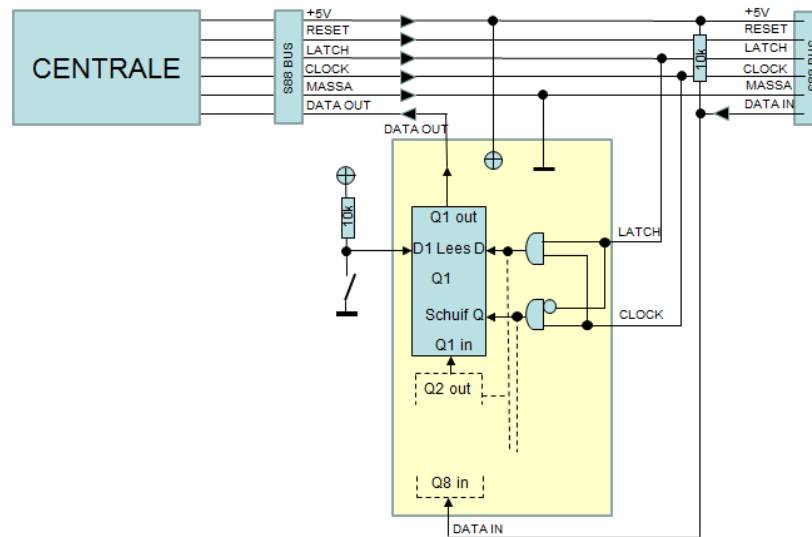 CENTRALE
S88 BUS
+5V
RESET
LATCH
CLOCK
MASSA
DATA OUT
DATA OUT
+5V
RESET
LATCH
CLOCK
MASSA
DATA IN
S88 BUS
10k
10k
Q1 out
D1 Lees D
Q1
Schuif Q
Q1 in
LATCH
CLOCK
Q2 out
Q8 in
DATA IN